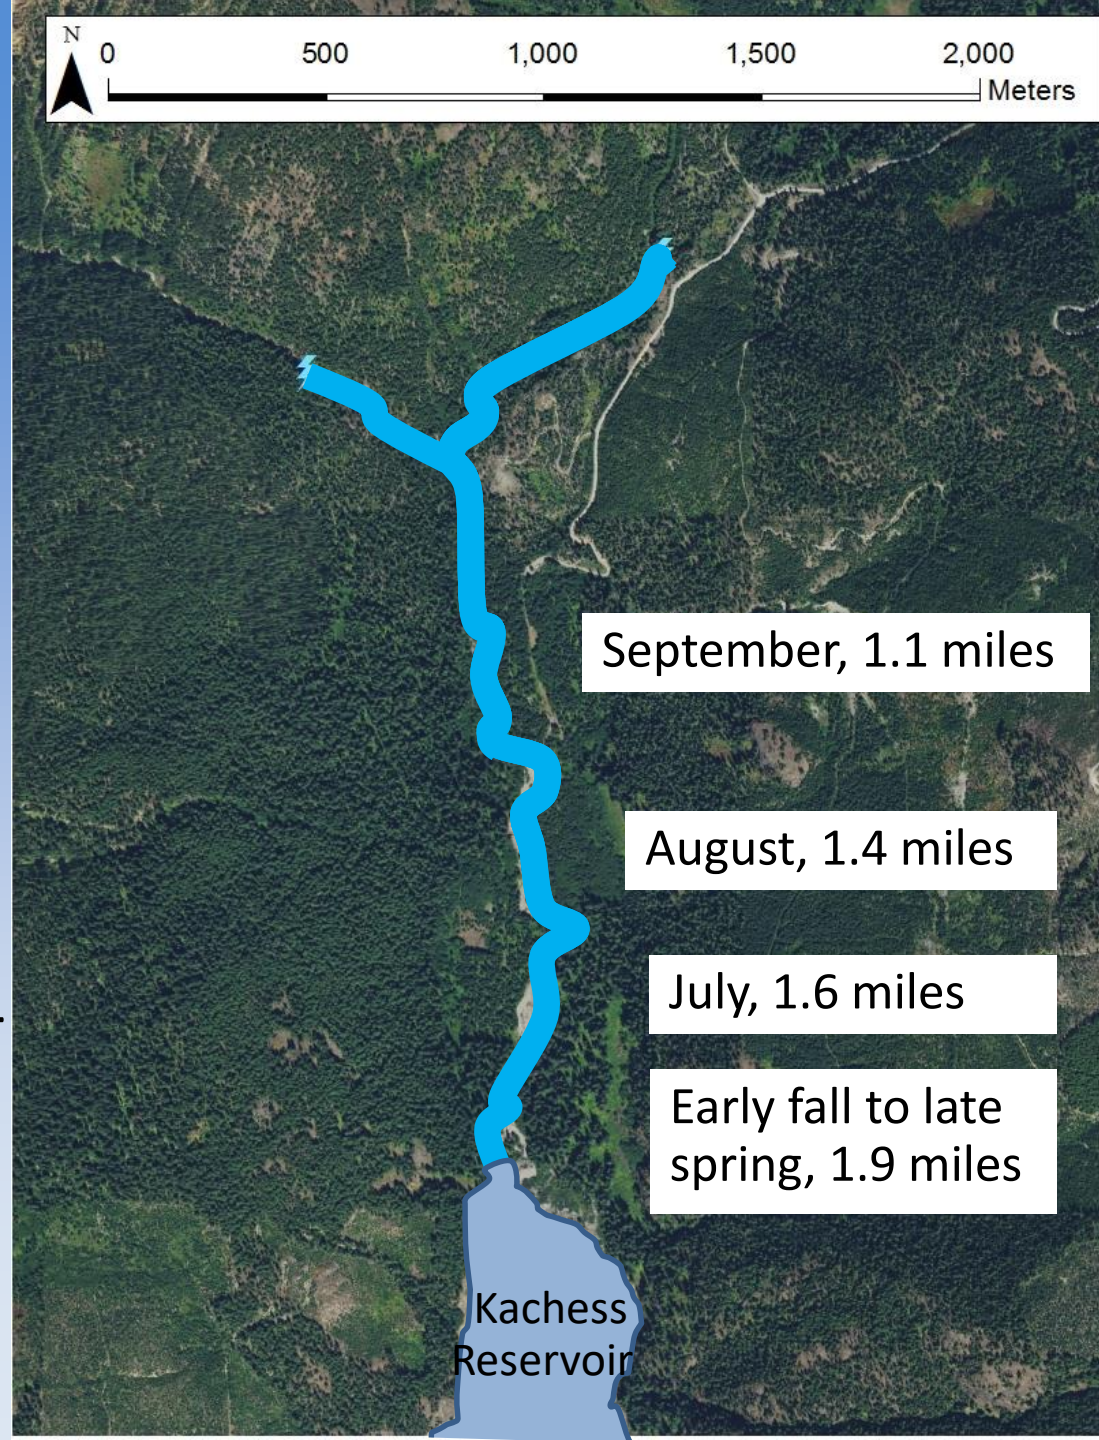 N
0 500 1,000 1,500 2,000
Meters
September, 1.1 miles
August, 1.4 miles
July, 1.6 miles
Early fall to late
spring, 1.9 miles
Kachess
Reservoir